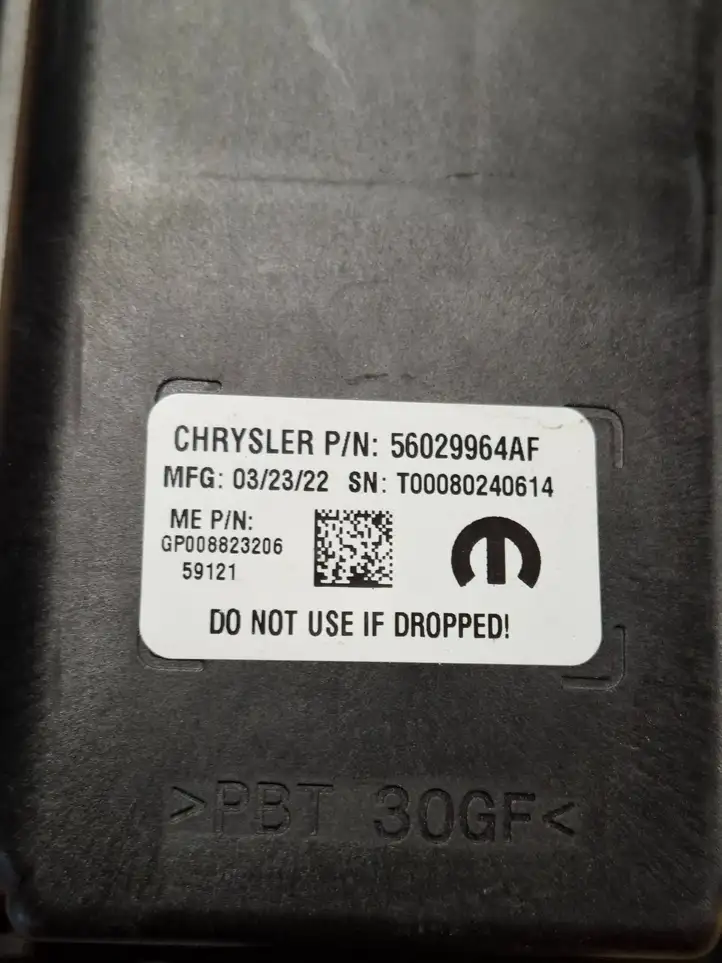 CHRYSLER P/N: 56029964AF
MFG: 03/23/22 SN: T00080240614
ME P/N:
GP008823206
59121
DO NOT USE IF DROPPED!
>PBT 30GF<